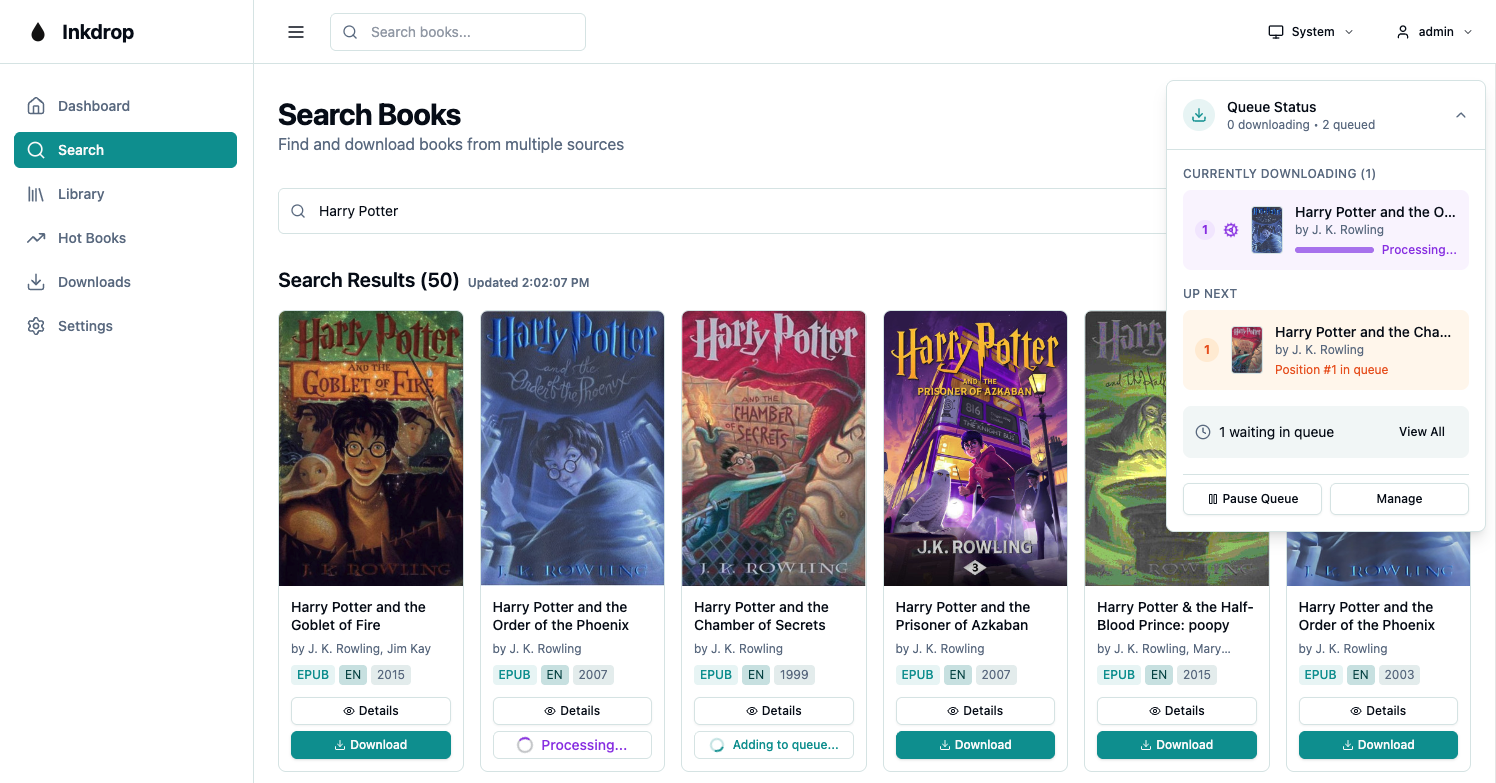 Inkdrop
Search books...
System
admin
Dashboard
Search
Library
Hot Books
Downloads
Settings
Search Books
Find and download books from multiple sources
Harry Potter
Search Results (50) Updated 2:02:07 PM
Queue Status
0 downloading • 2 queued
CURRENTLY DOWNLOADING (1)
1
Harry Potter and the O...
by J. K. Rowling
Processing...
UP NEXT
1
Harry Potter and the Cha...
by J. K. Rowling
Position #1 in queue
1 waiting in queue
View All
Pause Queue
Manage
Harry Potter
AND THE
GOBLET OF FIRE
J. K. ROWLING
Harry Potter and the
Goblet of Fire
by J. K. Rowling, Jim Kay
EPUB EN 2015
Details
Download
Harry Potter
and the
Order of the Phoenix
J. K. ROWLING
Harry Potter and the
Order of the Phoenix
by J. K. Rowling
EPUB EN 2007
Details
Processing...
Harry Potter
AND THE
CHAMBER
OF SECRETS
J. K. ROWLING
Harry Potter and the
Chamber of Secrets
by J. K. Rowling
EPUB EN 1999
Details
Adding to queue...
Harry Potter
AND THE
PRISONER OF AZKABAN
THE KNIGHT BUS
J.K. ROWLING
3
Harry Potter and the
Prisoner of Azkaban
by J. K. Rowling
EPUB EN 2007
Details
Download
J. K. ROWLING
Harry Potter & the Half-
Blood Prince: poopy
by J. K. Rowling, Mary...
EPUB EN 2015
Details
Download
J. K. ROWLING
Harry Potter and the
Order of the Phoenix
by J. K. Rowling
EPUB EN 2003
Details
Download